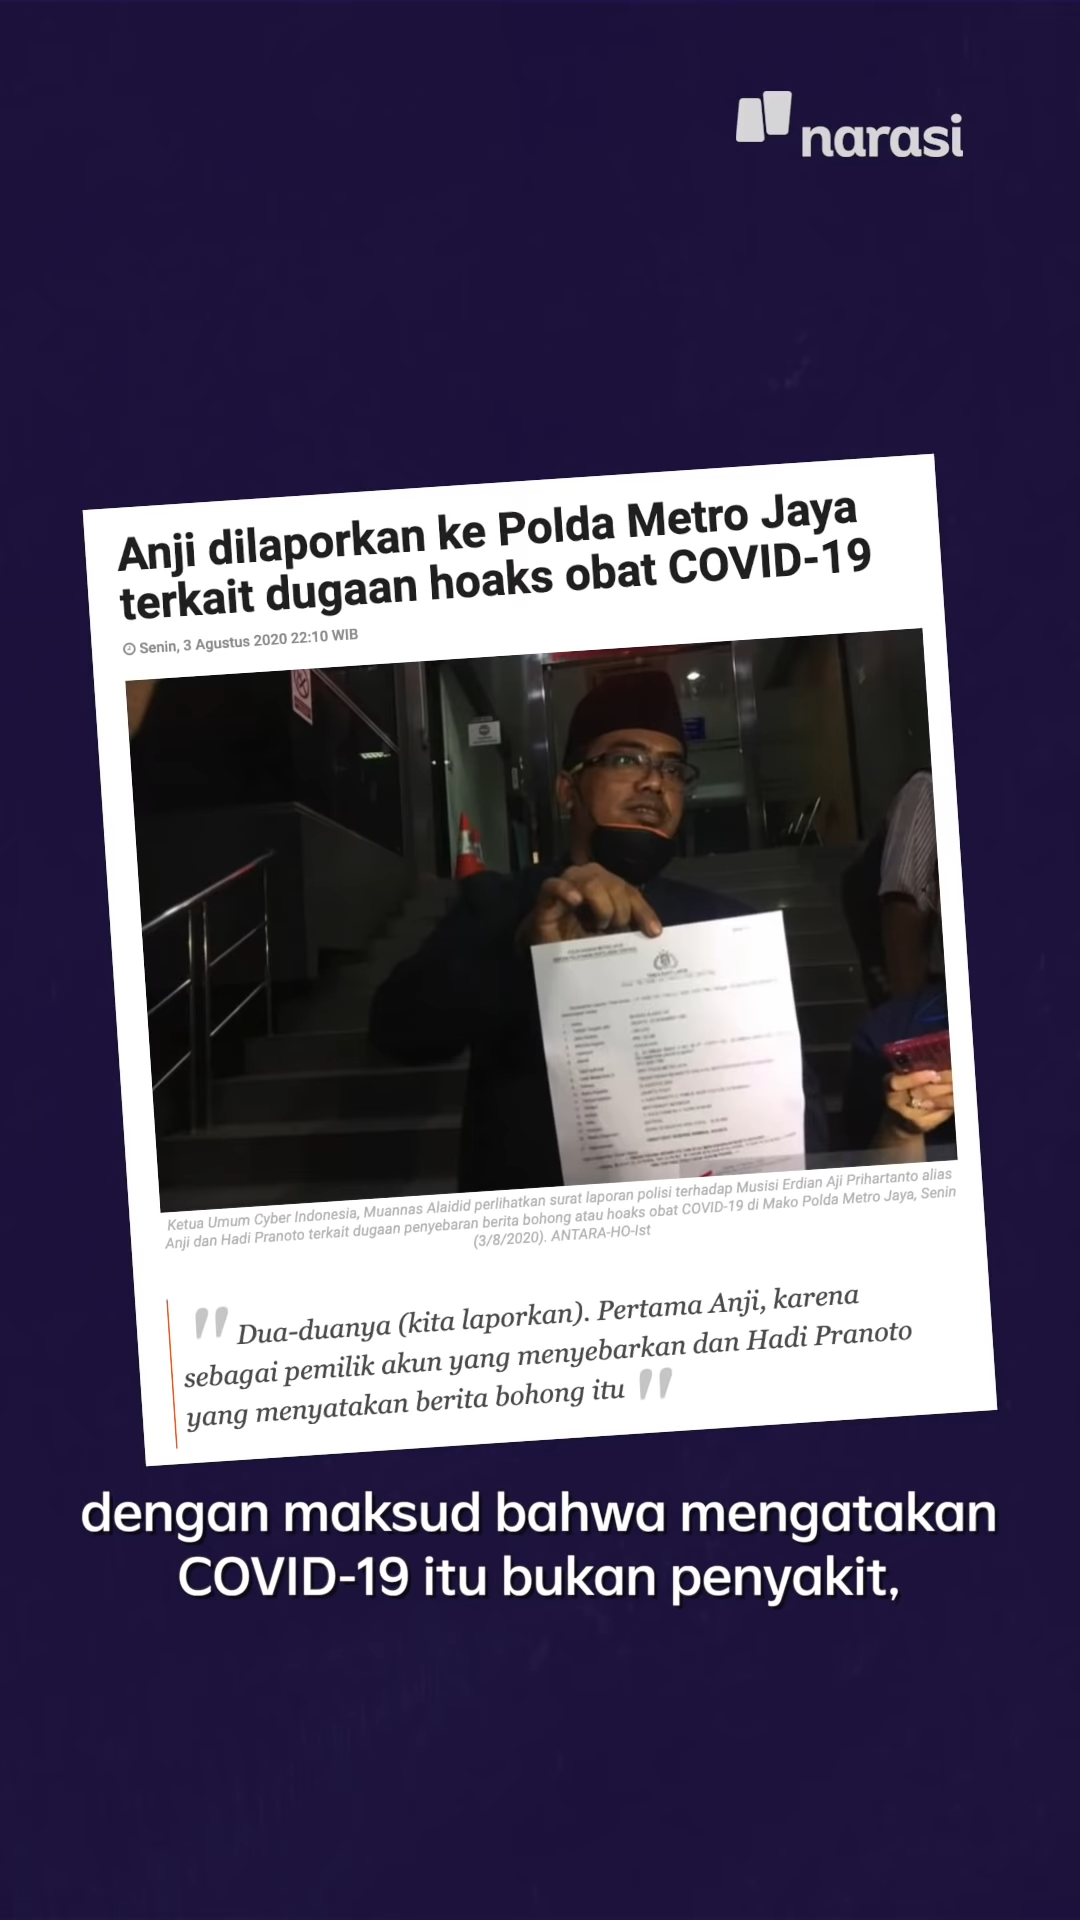 narasi
Anji dilaporkan ke Polda Metro Jaya
terkait dugaan hoaks obat COVID-19
Senin, 3 Agustus 2020 22:10 WIB
Ketua Umum Cyber Indonesia, Muannas Alaidid perlihatkan surat laporan polisi terhadap Musisi Erdian Aji Prihartanto alias
Anji dan Hadi Pranoto terkait dugaan penyebaran berita bohong atau hoaks obat COVID-19 di Mako Polda Metro Jaya, Senin
(3/8/2020). ANTARA-HO-Ist
" Dua-duanya (kita laporkan). Pertama Anji, karena
sebagai pemilik akun yang menyebarkan dan Hadi Pranoto
yang menyatakan berita bohong itu "
dengan maksud bahwa mengatakan
COVID-19 itu bukan penyakit,